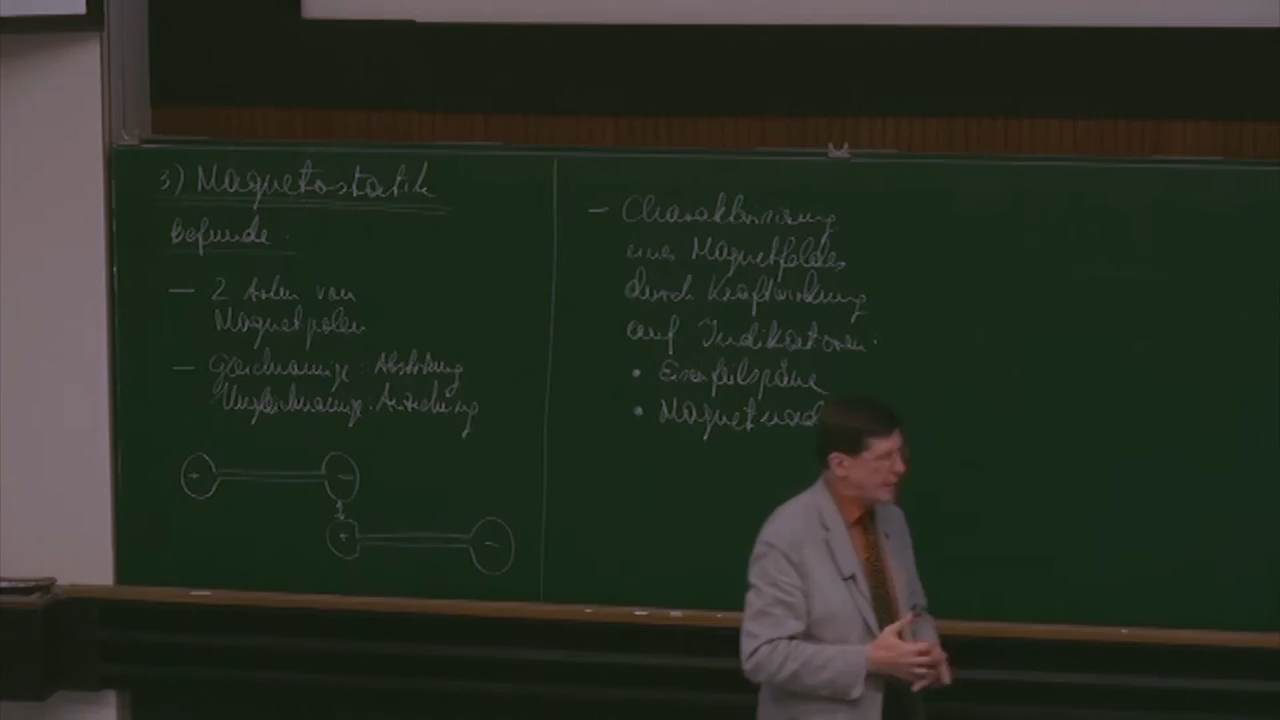 3) Magnetostatik
Befunde.
— 2 Arten von
Magnetpolen
— Gleichnamige: Abstoßung
Ungleichnamige: Anziehung
+ −
+ −
— Charakterisierung
eines Magnetfeldes
durch Kraftwirkung
auf Indikatoren.
• Eisenfeilspäne
• Magnetnad